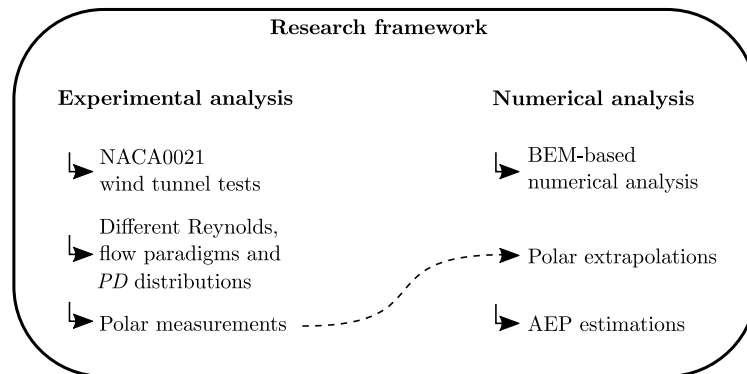 Research framework
Experimental analysis
NACA0021
wind tunnel tests
Different Reynolds,
flow paradigms and
PD distributions
Polar measurements
Numerical analysis
BEM-based
numerical analysis
Polar extrapolations
AEP estimations